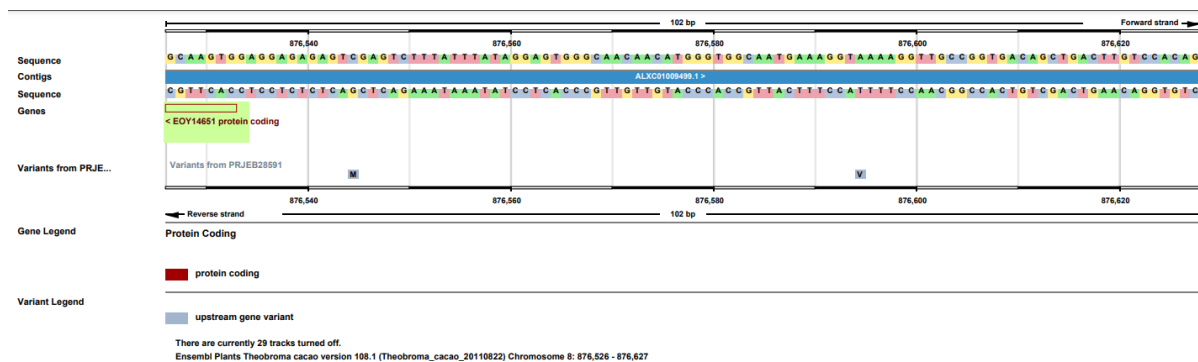 102 bp Forward strand
876,540 876,560 876,580 876,600 876,620
Sequence GCAAGTGGAGGAGAGAGTCGAGTCTTTATTTATAGGAGTGGGCAACAACATGGGTGGCAATGAAAGGTAAAAGGTTGCCGGTGACAGCTGACTTGTCCACAG
Contigs ALXC01009499.1 >
Sequence CGTTCACCTCCTCTCTCAGCTCAGAAATAAATATCCTCACCCGTTGTTGTACCCACCGTTACTTTCCATTTTCCAACGGCCACTGTCGACTGAACAGGTGTC
Genes
< EOY14651 protein coding
Variants from PRJE... Variants from PRJEB28591
M V
876,540 876,560 876,580 876,600 876,620
Reverse strand 102 bp
Gene Legend Protein Coding
protein coding
Variant Legend
upstream gene variant
There are currently 29 tracks turned off.
Ensembl Plants Theobroma cacao version 108.1 (Theobroma_cacao_20110822) Chromosome 8: 876,526 - 876,627